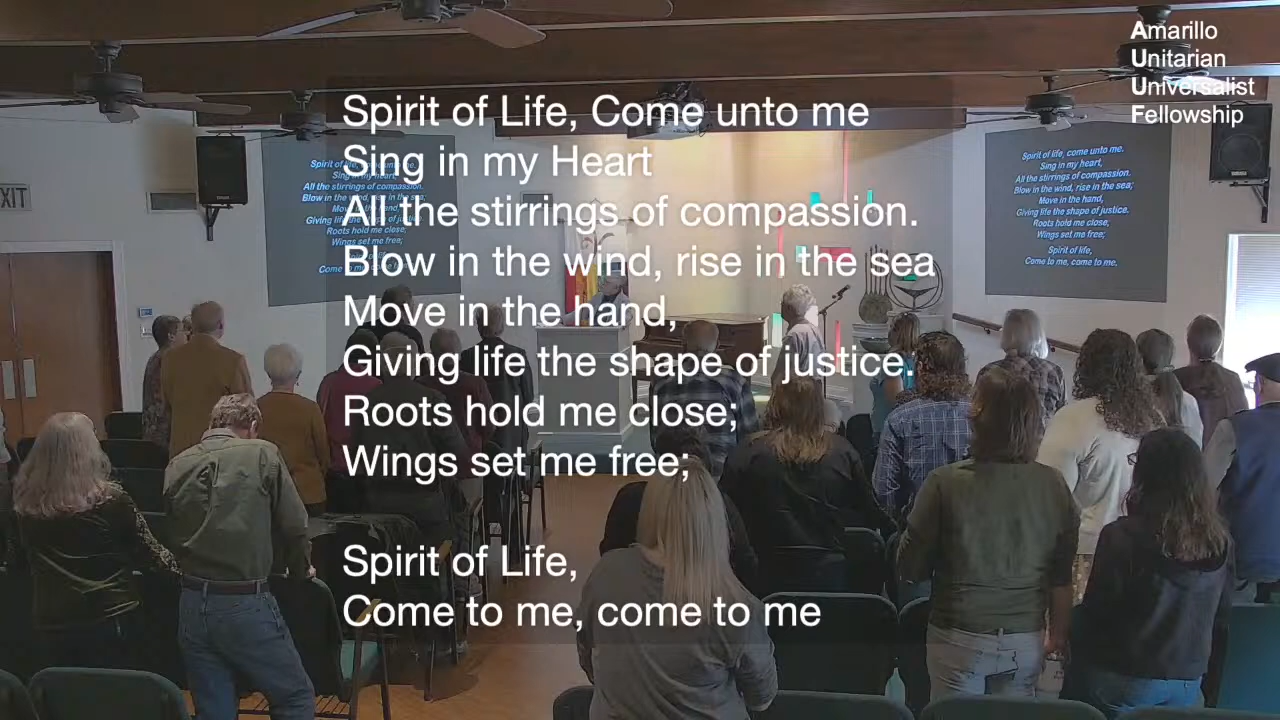 Amarillo
Unitarian
Universalist
Fellowship
Spirit of Life, Come unto me
Sing in my Heart
All the stirrings of compassion.
Blow in the wind, rise in the sea
Move in the hand,
Giving life the shape of justice.
Roots hold me close;
Wings set me free;
Spirit of Life,
Come to me, come to me
EXIT
Spirit of life, come unto me.
Sing in my heart,
All the stirrings of compassion.
Blow in the wind, rise in the sea;
Move in the hand,
Giving life the shape of justice.
Roots hold me close;
Wings set me free;
Spirit of life,
Come to me, come to me.